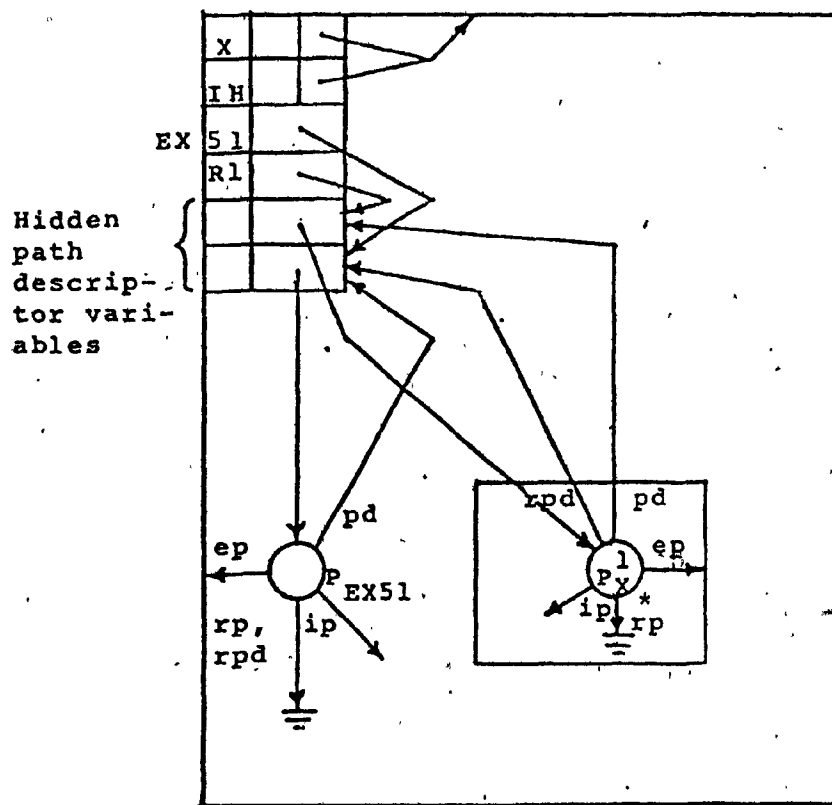 X
IH
EX 51
R1
Hidden
path
descrip-
tor vari-
ables
rpd pd
pd
ep
P EX51
rp,
rpd
ip
ep
P 1 X
ip
*
rp